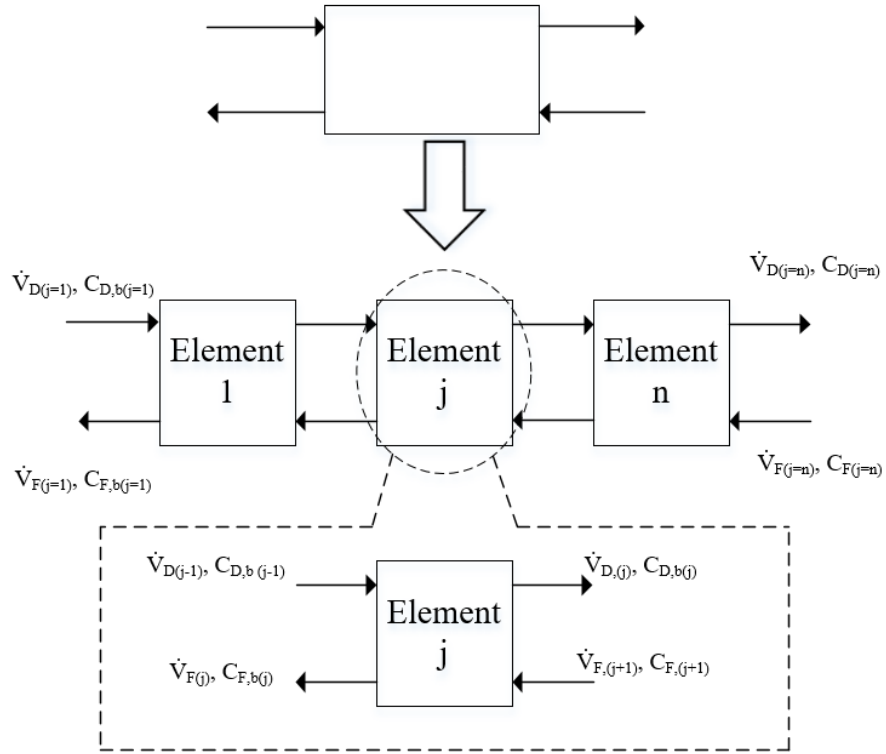 V̇D(j=1), CD,b(j=1)
V̇D(j=n), CD(j=n)
Element
1
Element
j
Element
n
V̇F(j=1), CF,b(j=1)
V̇F(j=n), CF(j=n)
V̇D(j-1), CD,b (j-1)
V̇D,(j), CD,b(j)
Element
j
V̇F(j), CF,b(j)
V̇F,(j+1), CF,(j+1)